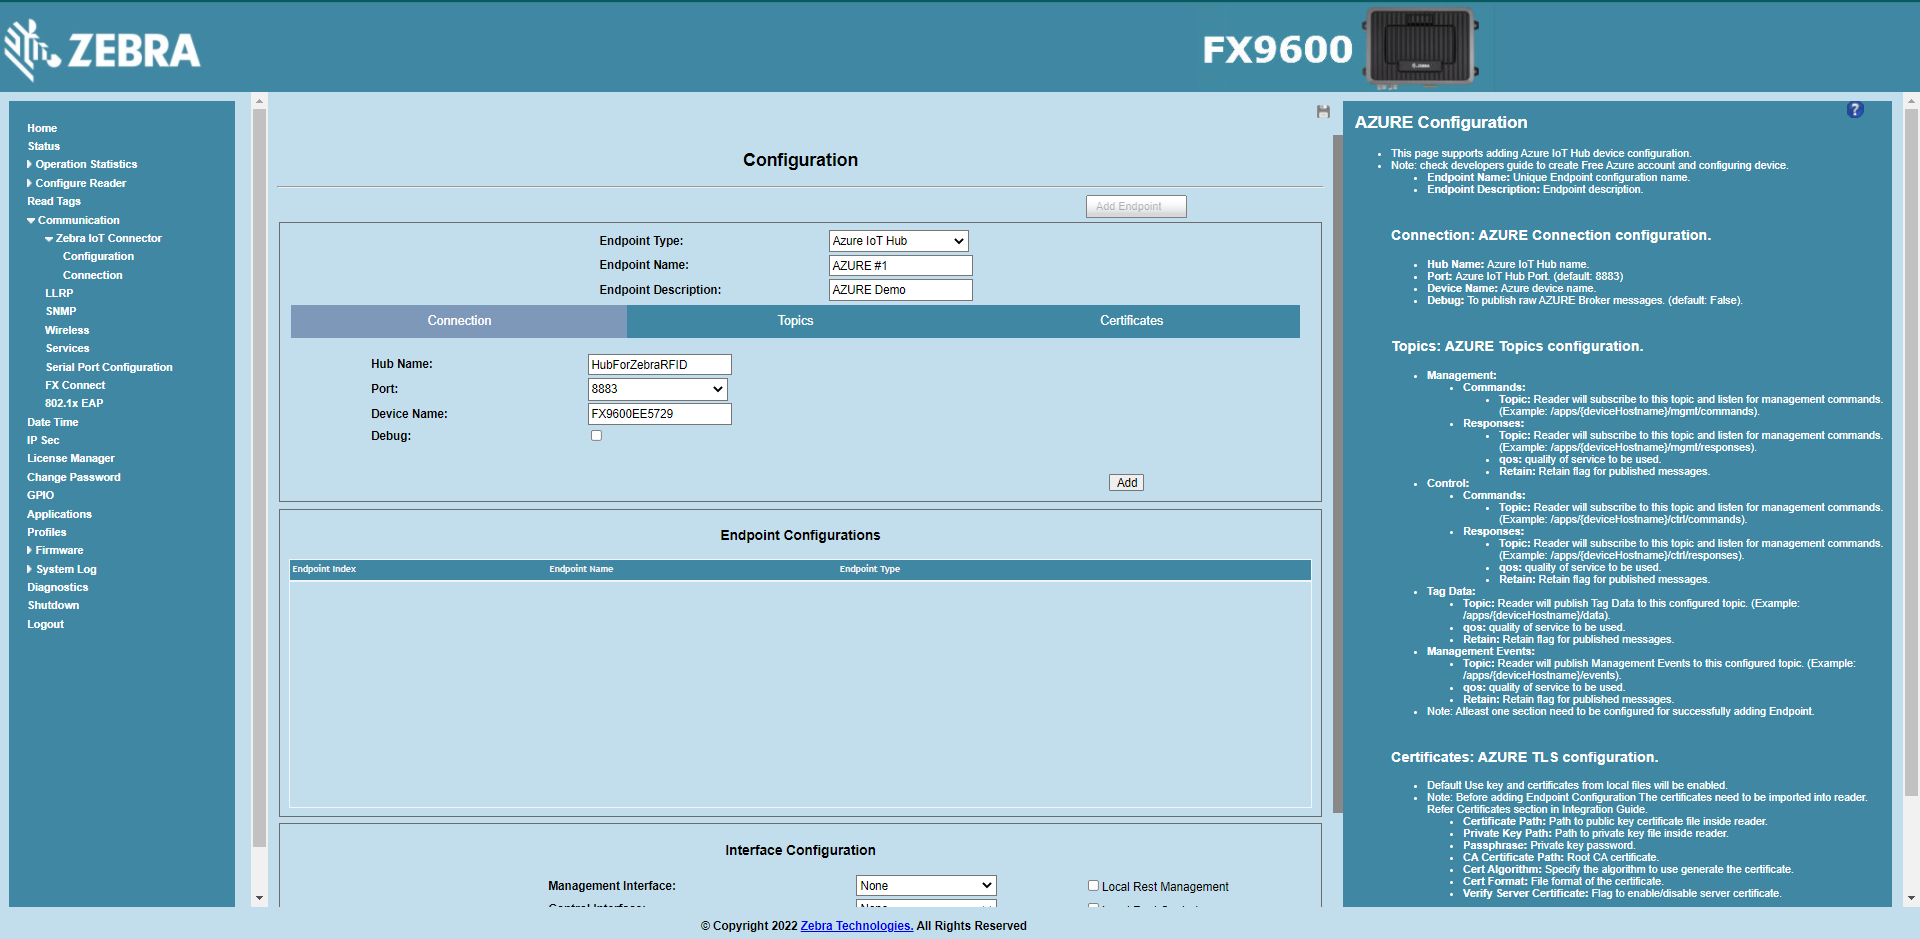 ZEBRA
FX9600
ZEBRA
Home
Status
Operation Statistics
Configure Reader
Read Tags
Communication
Zebra IoT Connector
Configuration
Connection
LLRP
SNMP
Wireless
Services
Serial Port Configuration
FX Connect
802.1x EAP
Date Time
IP Sec
License Manager
Change Password
GPIO
Applications
Profiles
Firmware
System Log
Diagnostics
Shutdown
Logout
Configuration
Add Endpoint
Endpoint Type: Azure IoT Hub
Endpoint Name: AZURE #1
Endpoint Description: AZURE Demo
Connection Topics Certificates
Hub Name: HubForZebraRFID
Port: 8883
Device Name: FX9600EE5729
Debug:
Add
Endpoint Configurations
Endpoint Index Endpoint Name Endpoint Type
Interface Configuration
Management Interface: None Local Rest Management
?
AZURE Configuration
This page supports adding Azure IoT Hub device configuration.
Note: check developers guide to create Free Azure account and configuring device.
Endpoint Name: Unique Endpoint configuration name.
Endpoint Description: Endpoint description.
Connection: AZURE Connection configuration.
Hub Name: Azure IoT Hub name.
Port: Azure IoT Hub Port. (default: 8883)
Device Name: Azure device name.
Debug: To publish raw AZURE Broker messages. (default: False).
Topics: AZURE Topics configuration.
Management:
Commands:
Topic: Reader will subscribe to this topic and listen for management commands.
(Example: /apps/{deviceHostname}/mgmt/commands).
Responses:
Topic: Reader will subscribe to this topic and listen for management commands.
(Example: /apps/{deviceHostname}/mgmt/responses).
qos: quality of service to be used.
Retain: Retain flag for published messages.
Control:
Commands:
Topic: Reader will subscribe to this topic and listen for management commands.
(Example: /apps/{deviceHostname}/ctrl/commands).
Responses:
Topic: Reader will subscribe to this topic and listen for management commands.
(Example: /apps/{deviceHostname}/ctrl/responses).
qos: quality of service to be used.
Retain: Retain flag for published messages.
Tag Data:
Topic: Reader will publish Tag Data to this configured topic. (Example:
/apps/{deviceHostname}/data).
qos: quality of service to be used.
Retain: Retain flag for published messages.
Management Events:
Topic: Reader will publish Management Events to this configured topic. (Example:
/apps/{deviceHostname}/events).
qos: quality of service to be used.
Retain: Retain flag for published messages.
Note: Atleast one section need to be configured for successfully adding Endpoint.
Certificates: AZURE TLS configuration.
Default Use key and certificates from local files will be enabled.
Note: Before adding Endpoint Configuration The certificates need to be imported into reader.
Refer Certificates section in Integration Guide.
Certificate Path: Path to public key certificate file inside reader.
Private Key Path: Path to private key file inside reader.
Passphrase: Private key password.
CA Certificate Path: Root CA certificate.
Cert Algorithm: Specify the algorithm to use generate the certificate.
Cert Format: File format of the certificate.
Verify Server Certificate: Flag to enable/disable server certificate.
© Copyright 2022 Zebra Technologies. All Rights Reserved